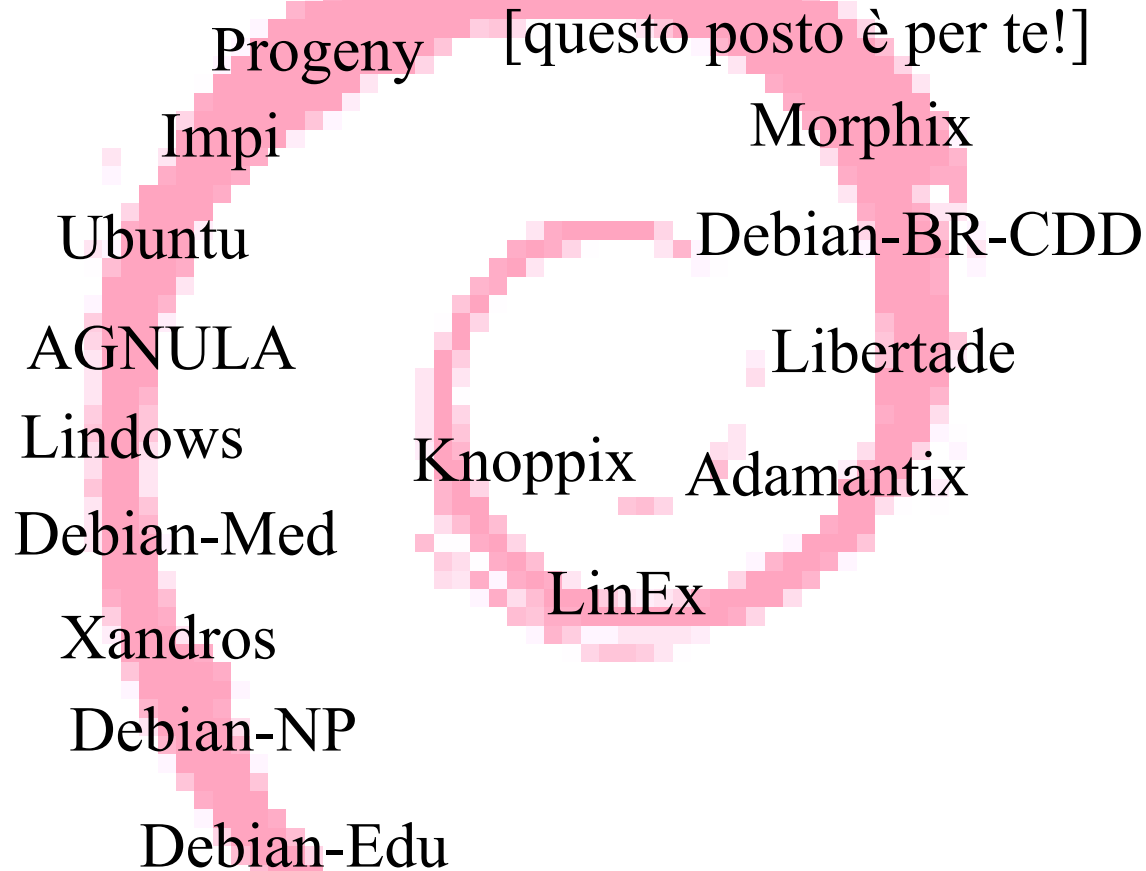 Progeny
[questo posto è per te!]
Impi
Morphix
Ubuntu
Debian-BR-CDD
AGNULA
Libertade
Lindows
Knoppix
Adamantix
Debian-Med
LinEx
Xandros
Debian-NP
Debian-Edu